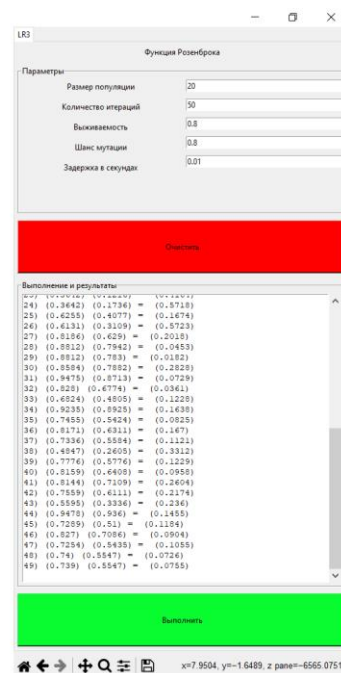 LR3
Функция Розенброка
Параметры
Размер популяции 20
Количество итераций 50
Выживаемость 0.8
Шанс мутации 0.8
Задержка в секундах 0.01
Очистить
Выполнение и результаты
24) (0.3642) (0.1736) = (0.5718)
25) (0.6255) (0.4077) = (0.1674)
26) (0.6131) (0.3109) = (0.5723)
27) (0.8186) (0.629) = (0.2018)
28) (0.8812) (0.7942) = (0.0453)
29) (0.8812) (0.783) = (0.0182)
30) (0.8584) (0.7882) = (0.2828)
31) (0.9475) (0.8713) = (0.0729)
32) (0.828) (0.6774) = (0.0361)
33) (0.6824) (0.4805) = (0.1228)
34) (0.9235) (0.8925) = (0.1638)
35) (0.7455) (0.5424) = (0.0825)
36) (0.8171) (0.6311) = (0.167)
37) (0.7336) (0.5584) = (0.1121)
38) (0.4847) (0.2605) = (0.3312)
39) (0.7776) (0.5776) = (0.1229)
40) (0.8159) (0.6408) = (0.0958)
41) (0.8144) (0.7109) = (0.2604)
42) (0.7559) (0.6111) = (0.2174)
43) (0.5595) (0.3336) = (0.236)
44) (0.9478) (0.936) = (0.1455)
45) (0.7289) (0.51) = (0.1184)
46) (0.827) (0.7086) = (0.0904)
47) (0.7254) (0.5435) = (0.1055)
48) (0.74) (0.5547) = (0.0726)
49) (0.739) (0.5547) = (0.0755)
Выполнить
x=7.9504, y=−1.6489, z pane=−6565.0751